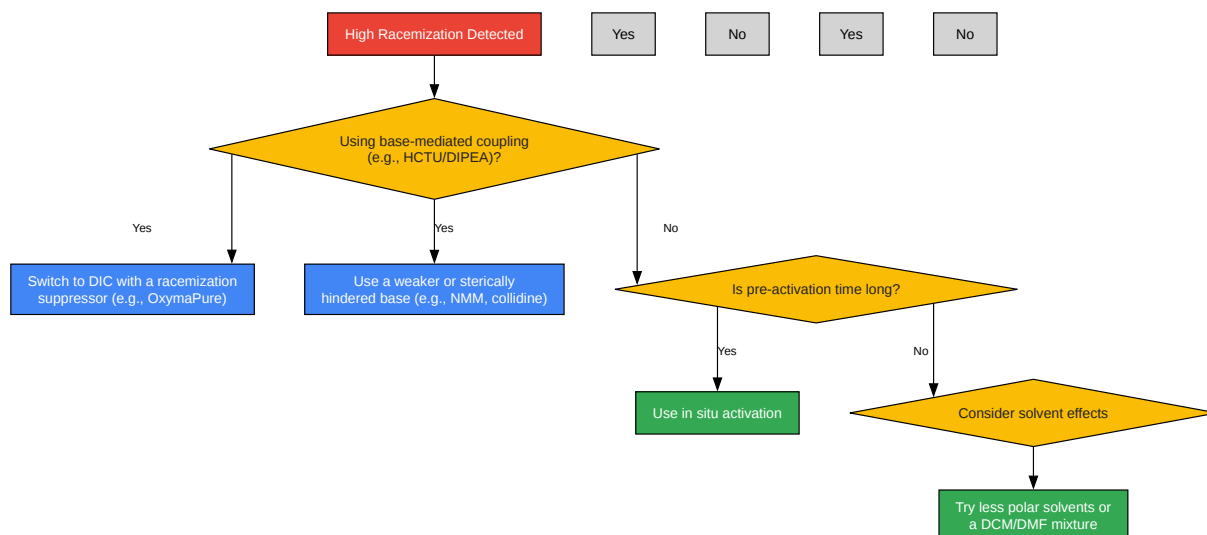 High Racemization Detected
Yes
No
Yes
No
Using base-mediated coupling
(e.g., HCTU/DIPEA)?
Yes
Yes
No
Switch to DIC with a racemization
suppressor (e.g., OxymaPure)
Use a weaker or sterically
hindered base (e.g., NMM, collidine)
Is pre-activation time long?
Yes
No
Use in situ activation
Consider solvent effects
Try less polar solvents or
a DCM/DMF mixture